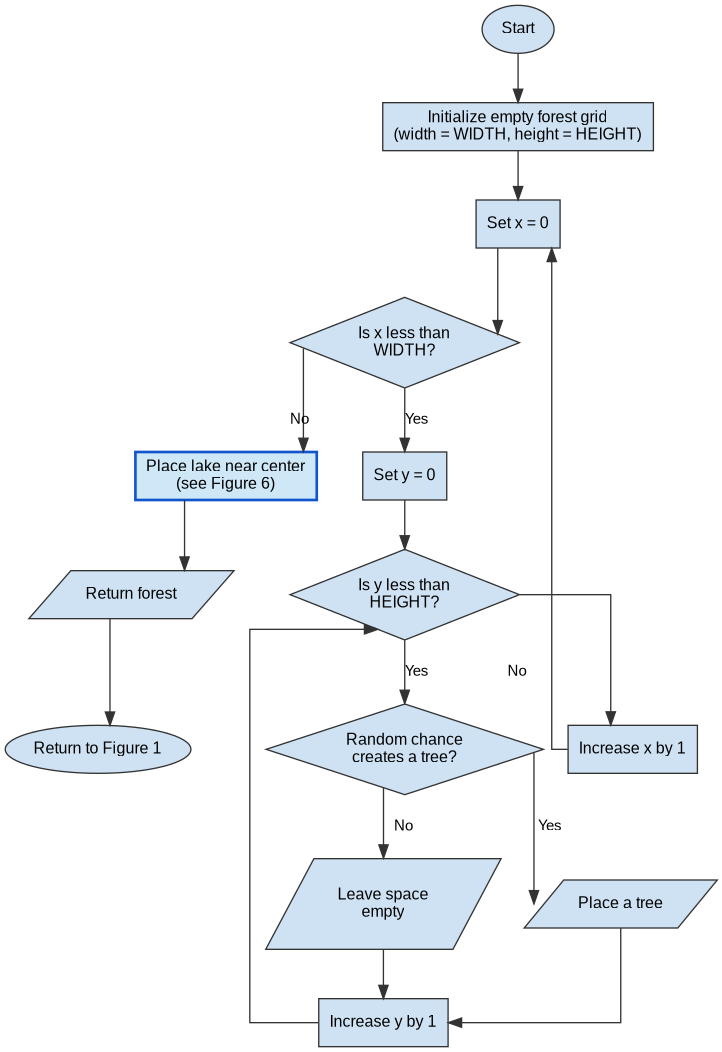 Start
Initialize empty forest grid
(width = WIDTH, height = HEIGHT)
Set x = 0
Is x less than
WIDTH?
No
Yes
Place lake near center
(see Figure 6)
Set y = 0
Return forest
Is y less than
HEIGHT?
Yes
No
Return to Figure 1
Random chance
creates a tree?
Increase x by 1
No
Yes
Leave space
empty
Place a tree
Increase y by 1